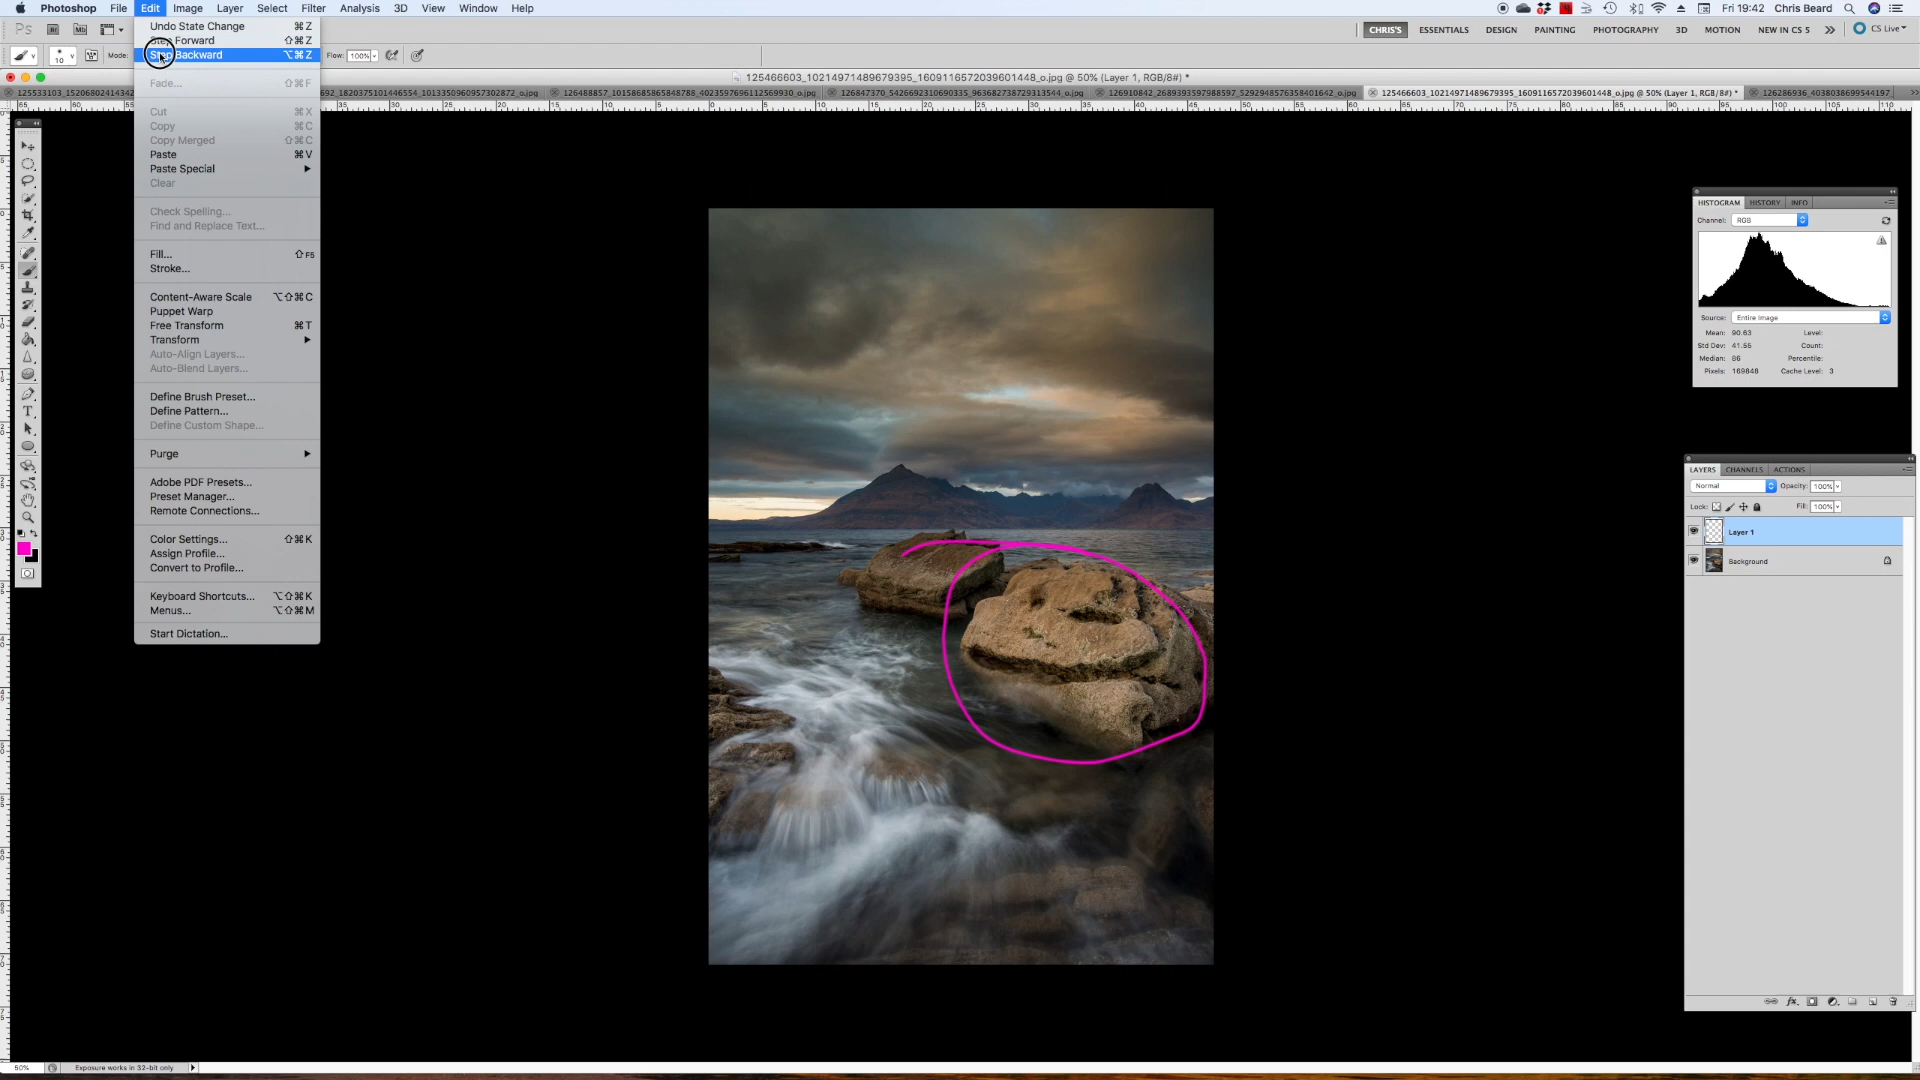 Photoshop File Edit Image Layer Select Filter Analysis 3D View Window Help Fri 19:42 Chris Beard
Ps Br Mb CHRIS'S ESSENTIALS DESIGN PAINTING PHOTOGRAPHY 3D MOTION NEW IN CS 5 CS Live
10 Mode: Flow: 100%
125466603_10214971489679395_1609116572039601448_o.jpg @ 50% (Layer 1, RGB/8#) *
Undo State Change ⌘Z
Step Forward ⇧⌘Z
Step Backward ⌥⌘Z
Fade... ⇧⌘F
Cut ⌘X
Copy ⌘C
Copy Merged ⇧⌘C
Paste ⌘V
Paste Special
Clear
Check Spelling...
Find and Replace Text...
Fill... ⇧F5
Stroke...
Content-Aware Scale ⌥⇧⌘C
Puppet Warp
Free Transform ⌘T
Transform
Auto-Align Layers...
Auto-Blend Layers...
Define Brush Preset...
Define Pattern...
Define Custom Shape...
Purge
Adobe PDF Presets...
Preset Manager...
Remote Connections...
Color Settings... ⇧⌘K
Assign Profile...
Convert to Profile...
Keyboard Shortcuts... ⌥⇧⌘K
Menus... ⌥⇧⌘M
Start Dictation...
HISTOGRAM HISTORY INFO
Channel: RGB
Source: Entire Image
Mean: 90.63 Level:
Std Dev: 41.55 Count:
Median: 86 Percentile:
Pixels: 169848 Cache Level: 3
LAYERS CHANNELS ACTIONS
Normal Opacity: 100%
Lock: Fill: 100%
Layer 1
Background
50% Exposure works in 32-bit only